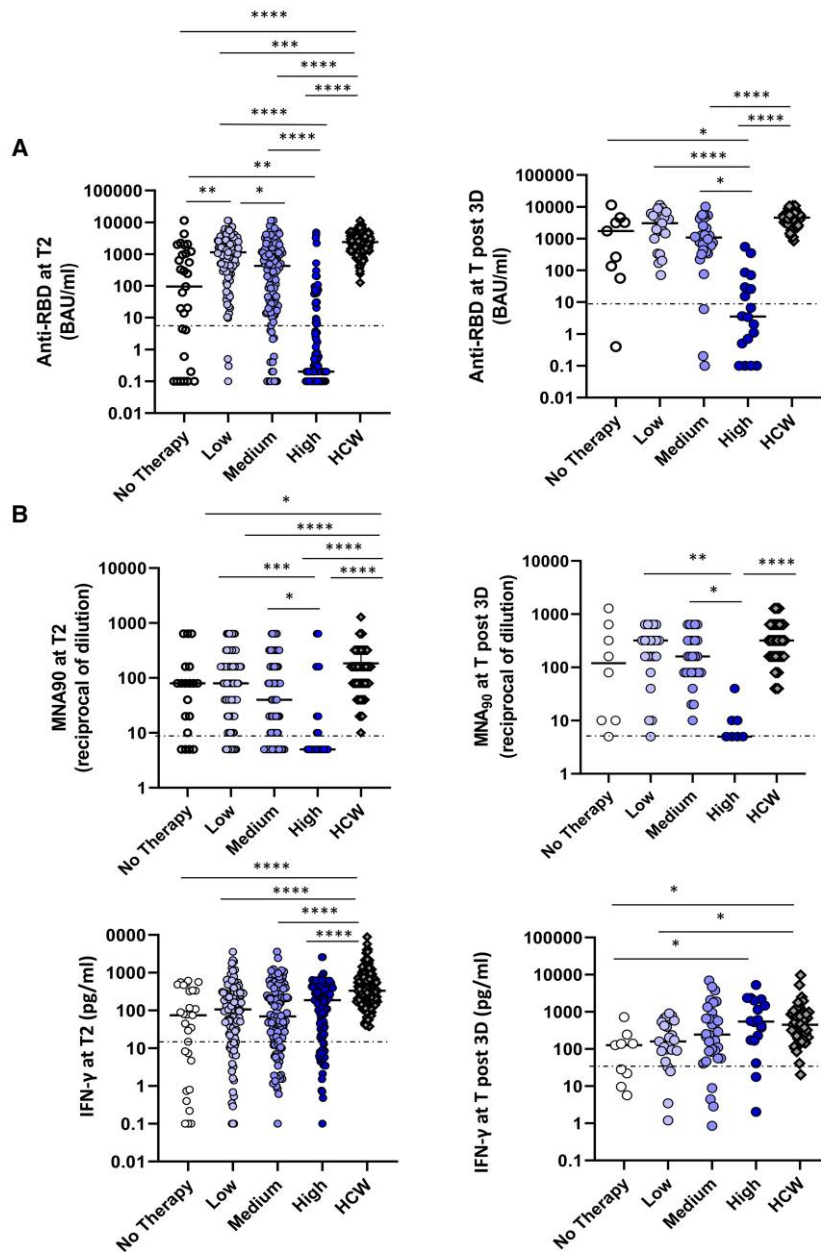 **** ****
*** ****
****
****
****
****
A
**
** *
100000
10000
1000
100
10
1
0.1
0.01
Anti-RBD at T2
(BAU/ml)
No Therapy
Low
Medium
High
HCW
****
* ****
****
*
100000
10000
1000
100
10
1
0.1
0.01
Anti-RBD at T post 3D
(BAU/ml)
No Therapy
Low
Medium
High
HCW
B
*
****
****
*** ****
*
10000
1000
100
10
1
MNA90 at T2
(reciprocal of dilution)
No Therapy
Low
Medium
High
HCW
** ****
*
10000
1000
100
10
1
MNA90 at T post 3D
(reciprocal of dilution)
No Therapy
Low
Medium
High
HCW
****
****
****
****
0000
1000
100
10
1
0.1
0.01
IFN-γ at T2 (pg/ml)
No Therapy
Low
Medium
High
HCW
*
*
*
100000
10000
1000
100
10
1
0.1
IFN-γ at T post 3D (pg/ml)
No Therapy
Low
Medium
High
HCW